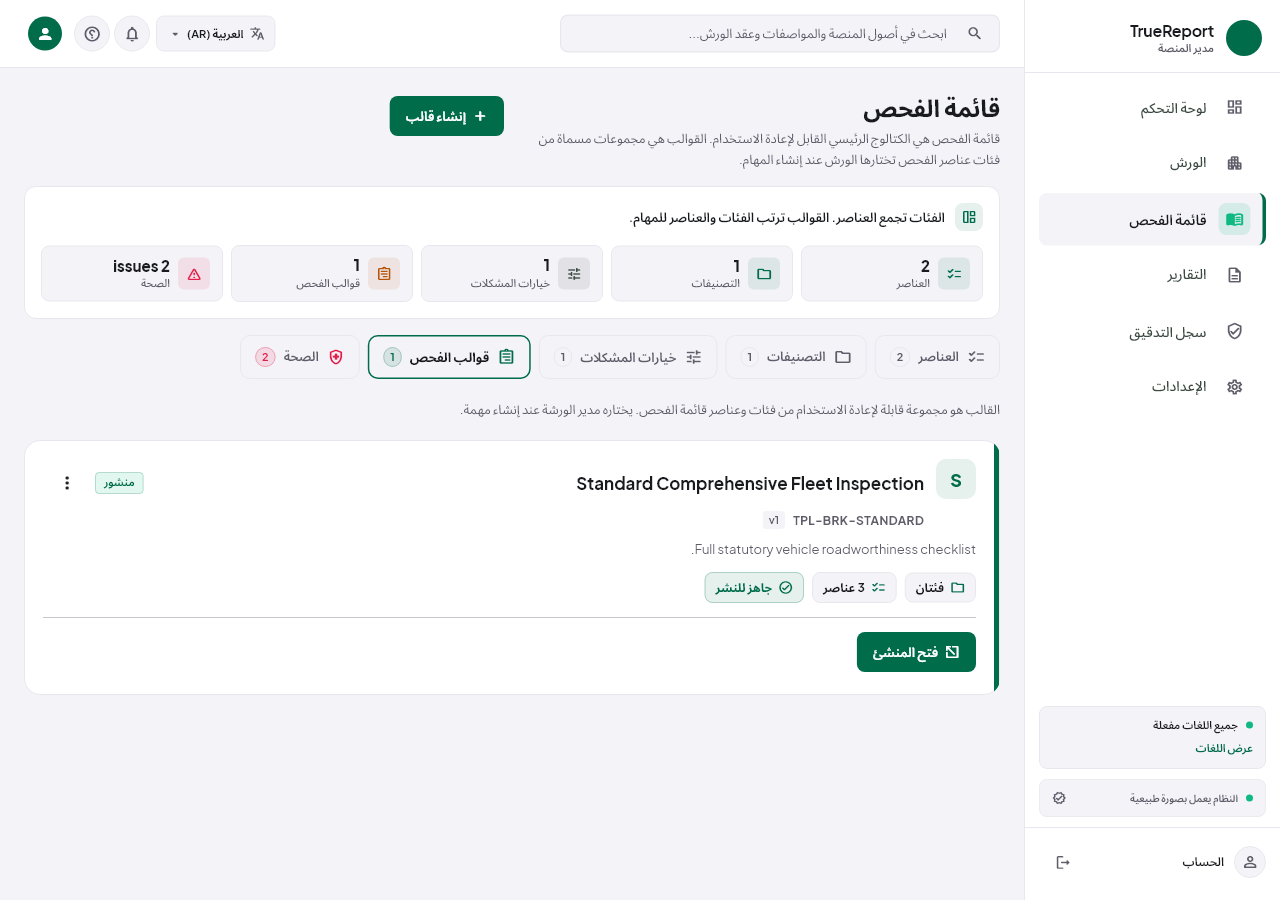 TrueReport
مدير المنصة
لوحة التحكم
الورش
قائمة الفحص
التقارير
سجل التدقيق
الإعدادات
جميع اللغات مفعلة
عرض اللغات
النظام يعمل بصورة طبيعية
الحساب
ابحث في أصول المنصة والمواصفات وعقد الورش...
العربية (AR)
قائمة الفحص
قائمة الفحص هي الكتالوج الرئيسي القابل لإعادة الاستخدام. القوالب هي مجموعات مسماة من
فئات عناصر الفحص تختارها الورش عند إنشاء المهام.
إنشاء قالب
الفئات تجمع العناصر. القوالب ترتب الفئات والعناصر للمهام.
2
العناصر
1
التصنيفات
1
خيارات المشكلات
1
قوالب الفحص
2 issues
الصحة
العناصر 2
التصنيفات 1
خيارات المشكلات 1
قوالب الفحص 1
الصحة 2
القالب هو مجموعة قابلة لإعادة الاستخدام من فئات وعناصر قائمة الفحص. يختاره مدير الورشة عند إنشاء مهمة.
S
Standard Comprehensive Fleet Inspection
منشور
TPL-BRK-STANDARD v1
Full statutory vehicle roadworthiness checklist.
فئتان
3 عناصر
جاهز للنشر
فتح المنشئ